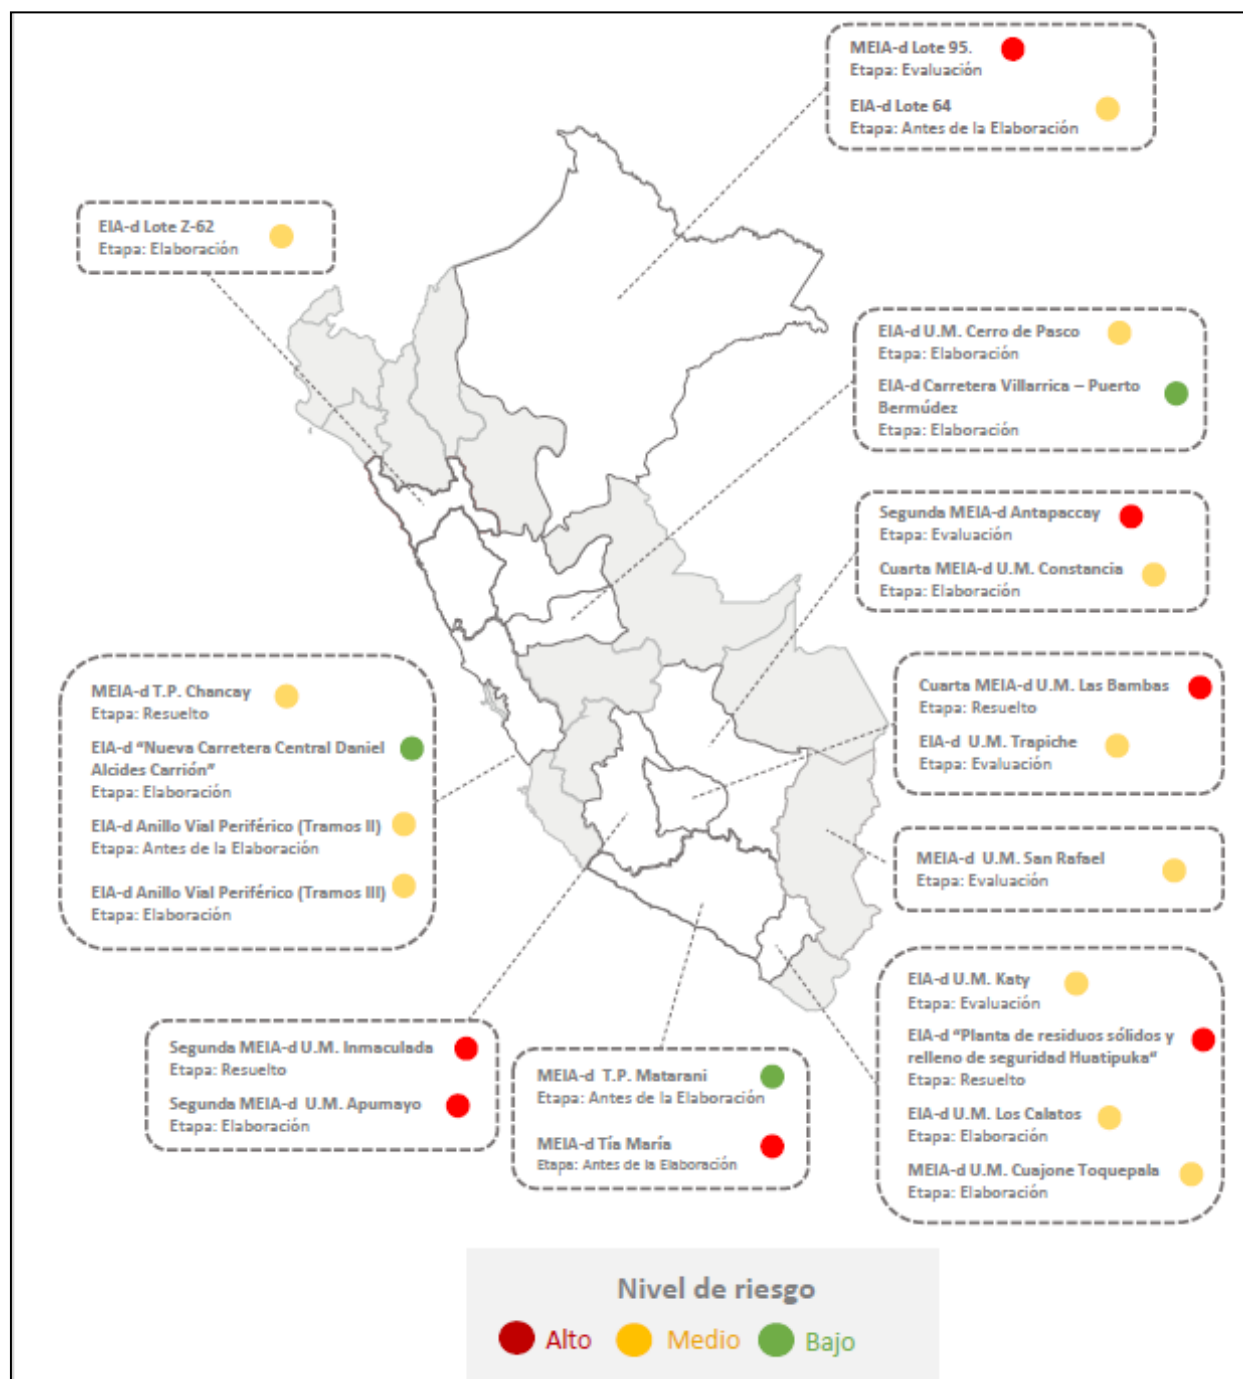 MEIA-d Lote 95.
Etapa: Evaluación
EIA-d Lote 64
Etapa: Antes de la Elaboración
EIA-d Lote Z-62
Etapa: Elaboración
EIA-d U.M. Cerro de Pasco
Etapa: Elaboración
EIA-d Carretera Villarrica – Puerto
Bermúdez
Etapa: Elaboración
Segunda MEIA-d Antapaccay
Etapa: Evaluación
Cuarta MEIA-d U.M. Constancia
Etapa: Elaboración
MEIA-d T.P. Chancay
Etapa: Resuelto
EIA-d "Nueva Carretera Central Daniel
Alcides Carrión"
Etapa: Elaboración
EIA-d Anillo Vial Periférico (Tramos II)
Etapa: Antes de la Elaboración
EIA-d Anillo Vial Periférico (Tramos III)
Etapa: Elaboración
Cuarta MEIA-d U.M. Las Bambas
Etapa: Resuelto
EIA-d U.M. Trapiche
Etapa: Evaluación
MEIA-d U.M. San Rafael
Etapa: Evaluación
Segunda MEIA-d U.M. Inmaculada
Etapa: Resuelto
Segunda MEIA-d U.M. Apumayo
Etapa: Elaboración
MEIA-d T.P. Matarani
Etapa: Antes de la Elaboración
MEIA-d Tía María
Etapa: Antes de la Elaboración
EIA-d U.M. Katy
Etapa: Evaluación
EIA-d "Planta de residuos sólidos y
relleno de seguridad Huatipuka"
Etapa: Resuelto
EIA-d U.M. Los Calatos
Etapa: Elaboración
MEIA-d U.M. Cuajone Toquepala
Etapa: Elaboración
Nivel de riesgo
Alto Medio Bajo